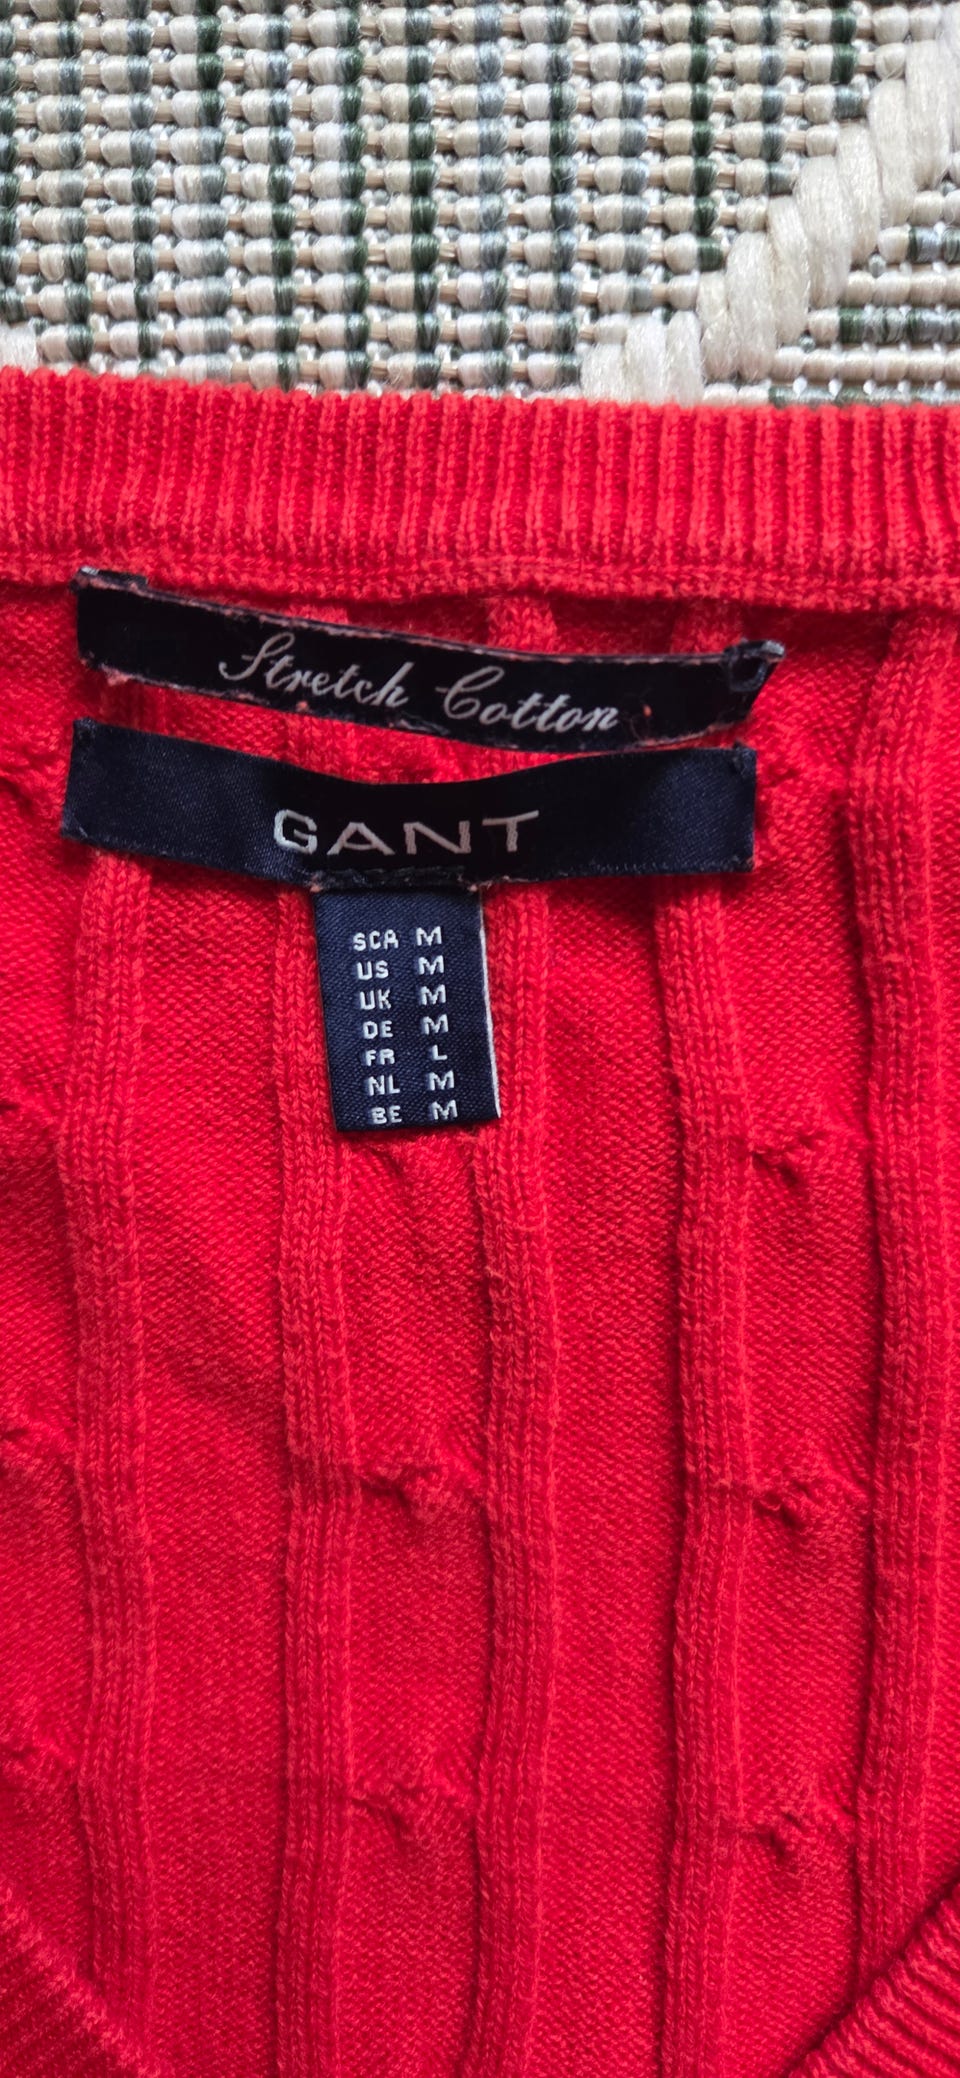 Stretch Cotton
GANT
SCA M
US M
UK M
DE M
FR L
NL M
BE M